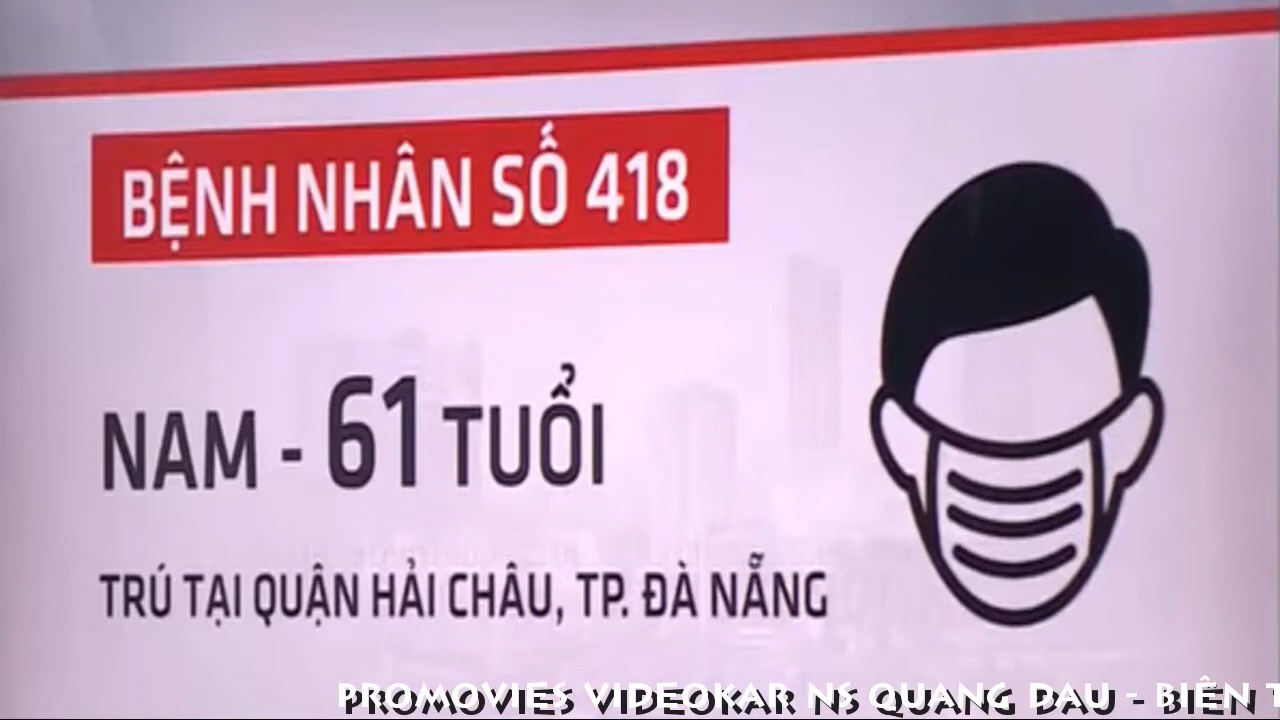 BỆNH NHÂN SỐ 418
NAM - 61 TUỔI
TRÚ TẠI QUẬN HẢI CHÂU, TP. ĐÀ NẴNG
PROMOVIES VIDEOKAR NS QUANG DAU - BIÊN